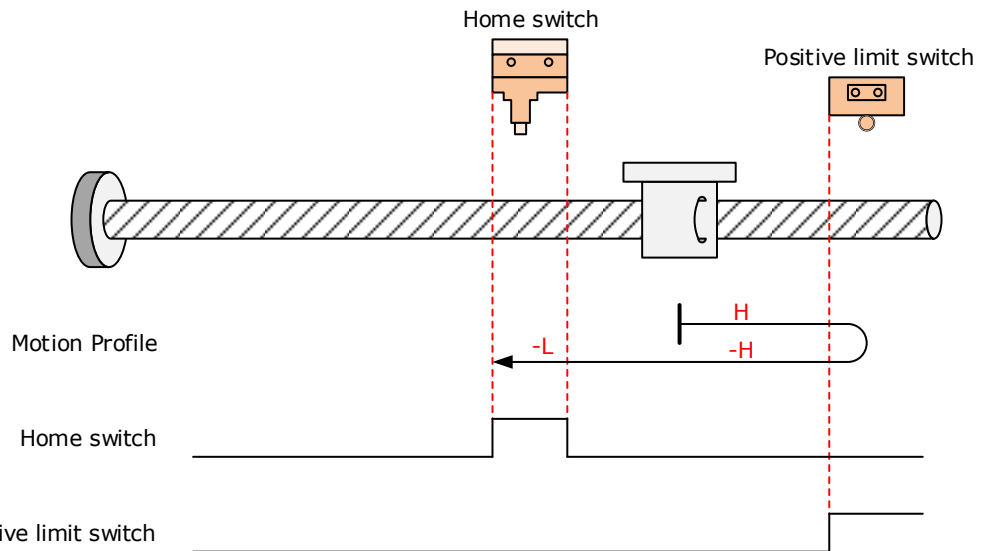 Home switch
Positive limit switch
H
Motion Profile
-L
-H
Home switch
ive limit switch